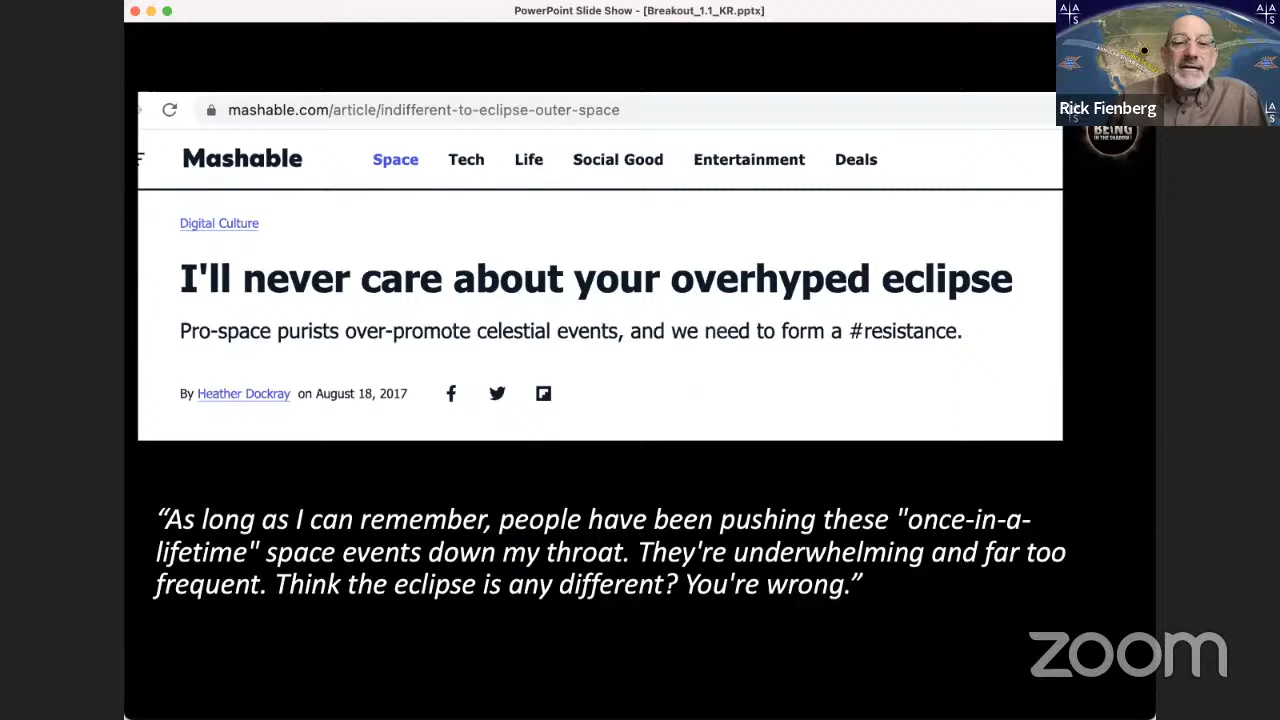 PowerPoint Slide Show - [Breakout_1.1_KR.pptx]
Rick Fienberg
mashable.com/article/indifferent-to-eclipse-outer-space
BEING
IN THE SHADOW
Mashable Space Tech Life Social Good Entertainment Deals
Digital Culture
I'll never care about your overhyped eclipse
Pro-space purists over-promote celestial events, and we need to form a #resistance.
By Heather Dockray on August 18, 2017
“As long as I can remember, people have been pushing these "once-in-a-
lifetime" space events down my throat. They're underwhelming and far too
frequent. Think the eclipse is any different? You're wrong.”
zoom